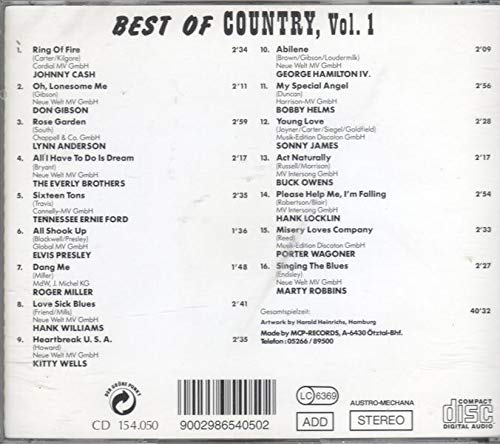 BEST OF COUNTRY, Vol. 1
1. Ring Of Fire 2'34
(Carter/Kilgore)
Cordial MV GmbH
JOHNNY CASH
2. Oh, Lonesome Me 2'11
(Gibson)
Neue Welt MV GmbH
DON GIBSON
3. Rose Garden 2'59
(South)
Chappell & Co. GmbH
LYNN ANDERSON
4. All I Have To Do Is Dream 2'17
(Bryant)
Neue Welt MV GmbH
THE EVERLY BROTHERS
5. Sixteen Tons 2'35
(Travis)
Connelly-MV GmbH
TENNESSEE ERNIE FORD
6. All Shook Up 1'36
(Blackwell/Presley)
Global MV GmbH
ELVIS PRESLEY
7. Dang Me 1'48
(Miller)
MdW, J. Michel KG
ROGER MILLER
8. Love Sick Blues 2'41
(Friend/Mills)
Neue Welt MV GmbH
HANK WILLIAMS
9. Heartbreak U.S.A. 2'35
(Howard)
Neue Welt MV GmbH
KITTY WELLS
10. Abilene 2'09
(Brown/Gibson/Loudermilk)
Neue Welt MV GmbH
GEORGE HAMILTON IV.
11. My Special Angel 2'56
(Duncan)
Harrison-MV GmbH
BOBBY HELMS
12. Young Love 2'28
(Joyner/Carter/Siegel/Goldfield)
Musik-Edition Discoton GmbH
SONNY JAMES
13. Act Naturally 2'17
(Russell/Morrison)
MV Intersong GmbH
BUCK OWENS
14. Please Help Me, I'm Falling 2'54
(Robertson/Blair)
MV Intersong GmbH
HANK LOCKLIN
15. Misery Loves Company 2'33
(Reed)
Musik-Edition Discoton GmbH
PORTER WAGONER
16. Singing The Blues 2'27
(Endsley)
Neue Welt MV GmbH
MARTY ROBBINS
Gesamtspielzeit: 40'32
Artwork by Harald Heinrichs, Hamburg
Made by MCP-RECORDS, A-6430 Ötztal-Bhf.
Telefon: 05266 / 89500
DER GRÜNE PUNKT
CD 154.050
9002986540502
LC 6369
ADD
AUSTRO-MECHANA
STEREO
COMPACT
disc
DIGITAL AUDIO